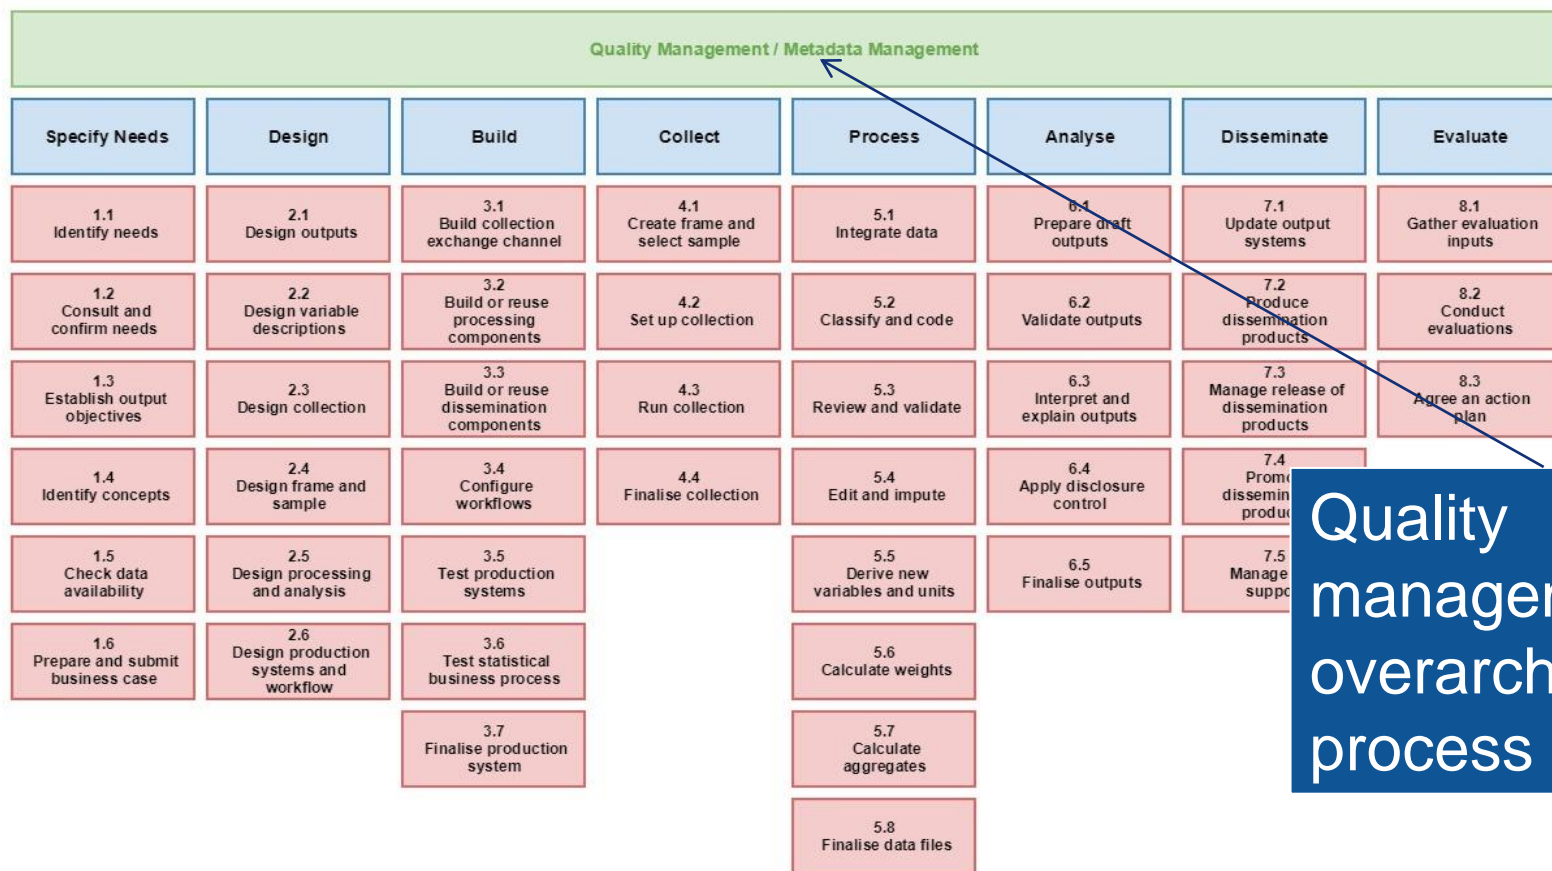 Quality Management / Metadata Management
Specify Needs
Design
Build
Collect
Process
Analyse
Disseminate
Evaluate
1.1
Identify needs
2.1
Design outputs
3.1
Build collection
exchange channel
4.1
Create frame and
select sample
5.1
Integrate data
6.1
Prepare draft
outputs
7.1
Update output
systems
8.1
Gather evaluation
inputs
1.2
Consult and
confirm needs
2.2
Design variable
descriptions
3.2
Build or reuse
processing
components
4.2
Set up collection
5.2
Classify and code
6.2
Validate outputs
7.2
Produce
dissemination
products
8.2
Conduct
evaluations
1.3
Establish output
objectives
2.3
Design collection
3.3
Build or reuse
dissemination
components
4.3
Run collection
5.3
Review and validate
6.3
Interpret and
explain outputs
7.3
Manage release of
dissemination
products
8.3
Agree an action
plan
1.4
Identify concepts
2.4
Design frame and
sample
3.4
Configure
workflows
4.4
Finalise collection
5.4
Edit and impute
6.4
Apply disclosure
control
7.4
1.5
Check data
availability
2.5
Design processing
and analysis
3.5
Test production
systems
5.5
Derive new
variables and units
6.5
Finalise outputs
7.5
Manage
1.6
Prepare and submit
business case
2.6
Design production
systems and
workflow
3.6
Test statistical
business process
5.6
Calculate weights
3.7
Finalise production
system
5.7
Calculate
aggregates
5.8
Finalise data files
Quality
process